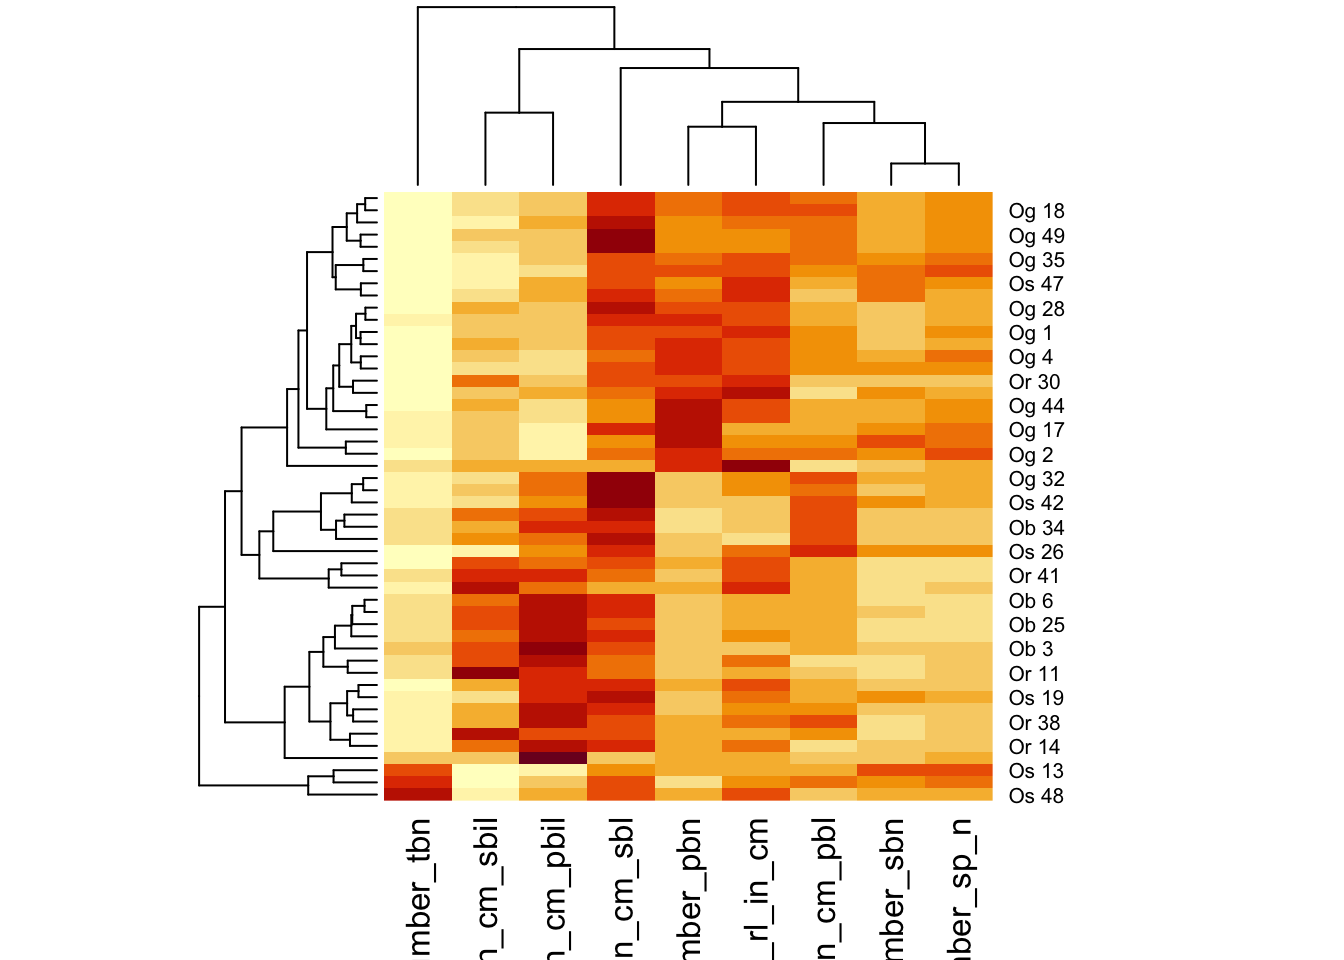 Og 18
Og 49
Og 35
Os 47
Og 28
Og 1
Og 4
Or 30
Og 44
Og 17
Og 2
Og 32
Os 42
Ob 34
Os 26
Or 41
Ob 6
Ob 25
Ob 3
Or 11
Os 19
Or 38
Or 14
Os 13
Os 48
mber_tbn
n_cm_sbil
n_cm_pbil
n_cm_sbl
mber_pbn
_rl_in_cm
n_cm_pbl
mber_sbn
ber_sp_n